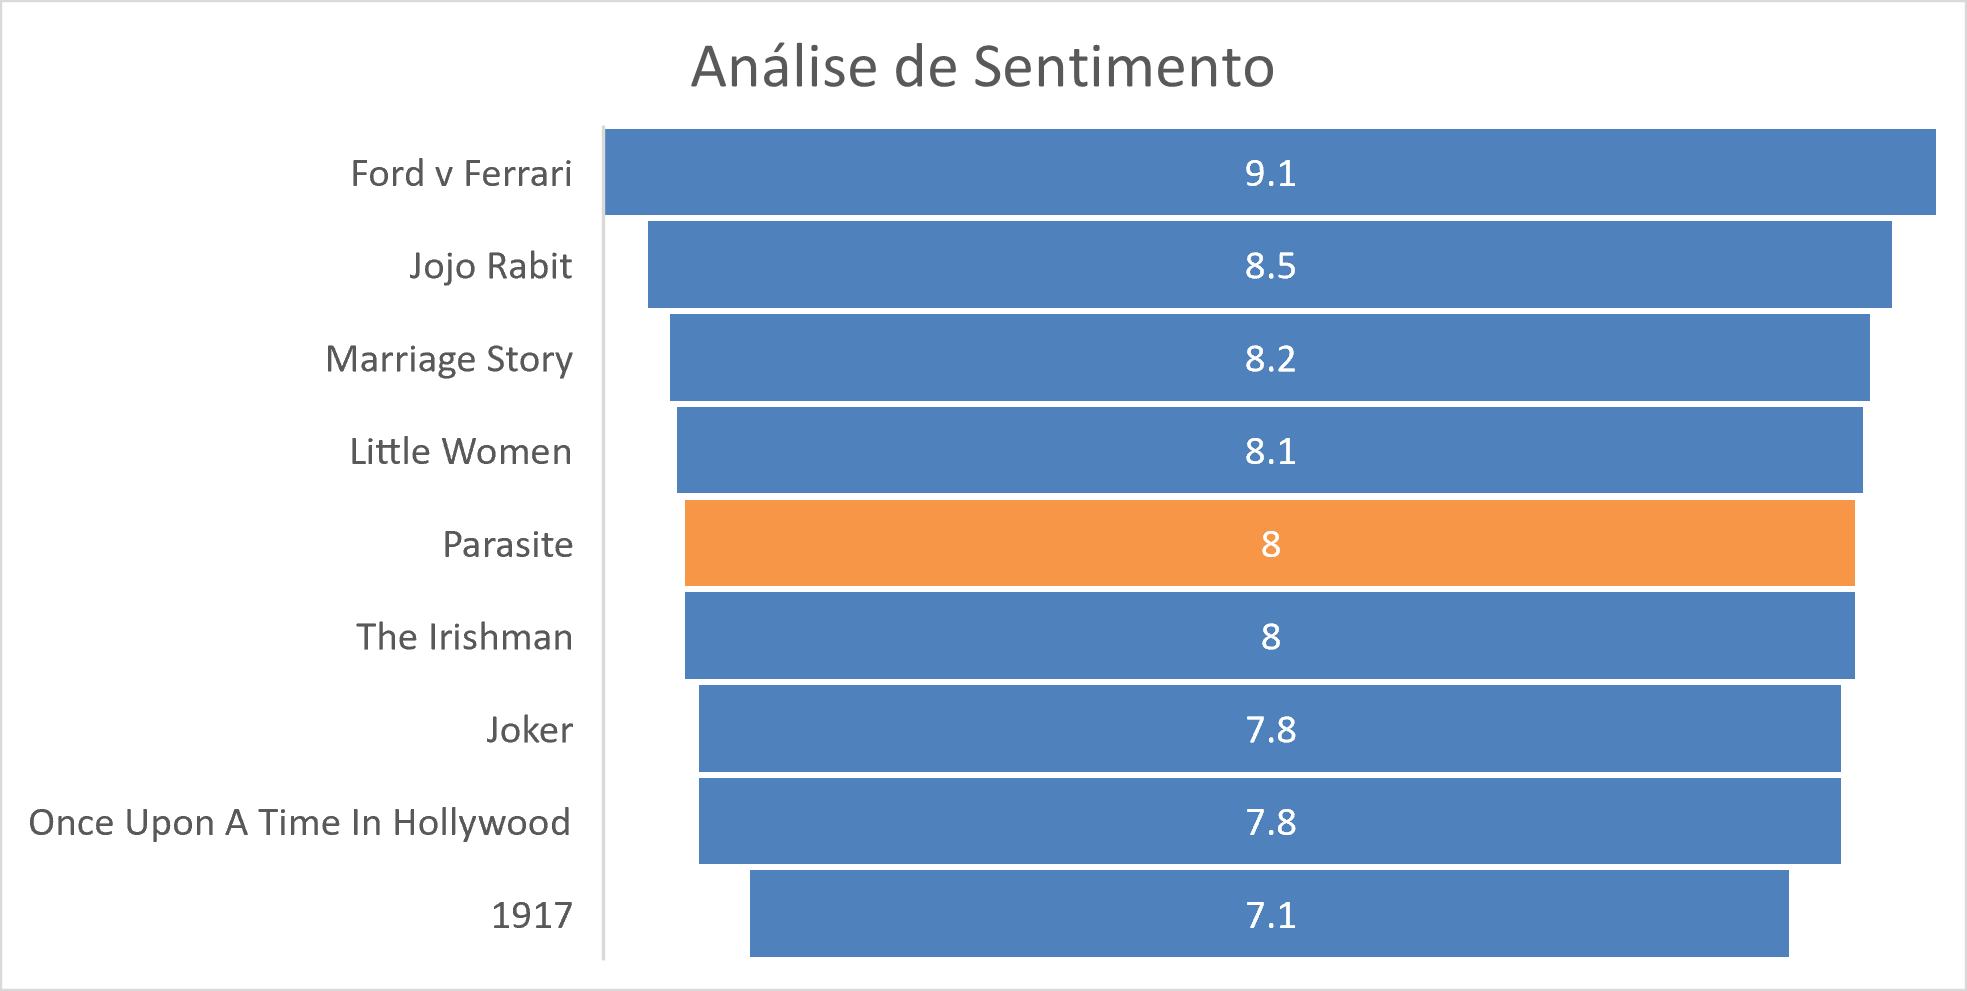 Análise de Sentimento
Ford v Ferrari 9.1
Jojo Rabit 8.5
Marriage Story 8.2
Little Women 8.1
Parasite 8
The Irishman 8
Joker 7.8
Once Upon A Time In Hollywood 7.8
1917 7.1